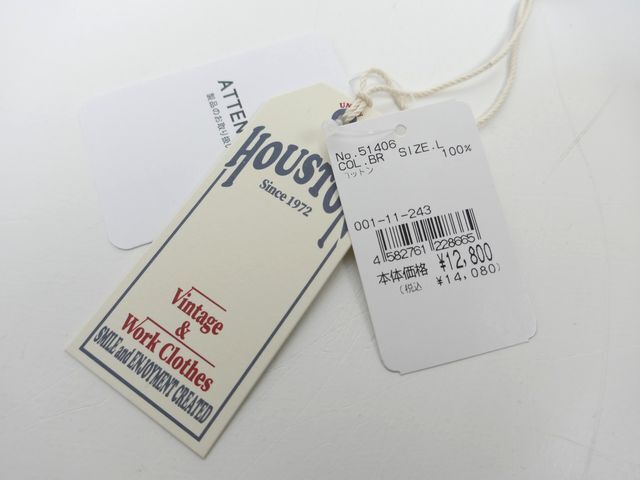 ATTEN
製品のお取り扱い
UN
HOUSTON
Since 1972
Vintage
&
Work Clothes
SMILE and ENJOYMENT CREATED
No.51406
COL.BR SIZE.L
コットン 100%
001-11-243
4 582761 228665
本体価格 ¥12,800
(税込 ¥14,080)